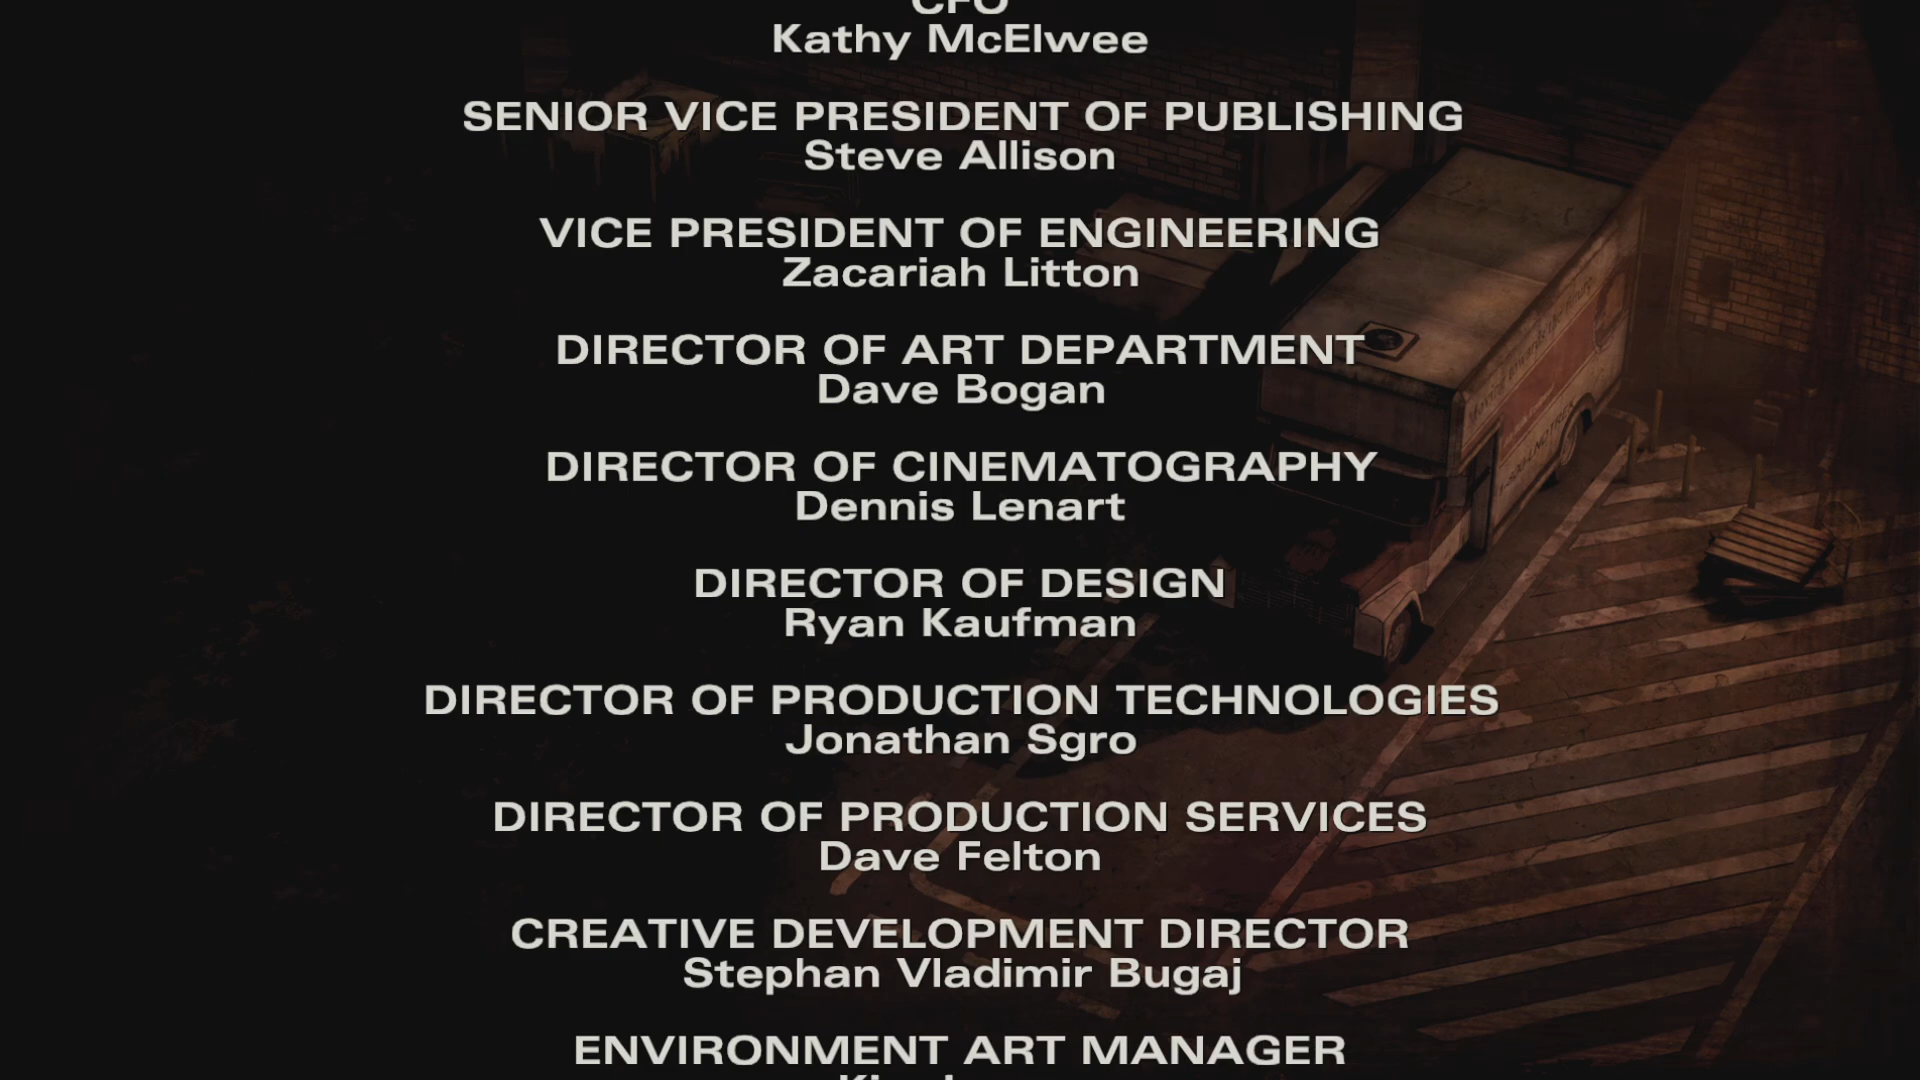 CFO
Kathy McElwee
SENIOR VICE PRESIDENT OF PUBLISHING
Steve Allison
VICE PRESIDENT OF ENGINEERING
Zacariah Litton
DIRECTOR OF ART DEPARTMENT
Dave Bogan
DIRECTOR OF CINEMATOGRAPHY
Dennis Lenart
DIRECTOR OF DESIGN
Ryan Kaufman
DIRECTOR OF PRODUCTION TECHNOLOGIES
Jonathan Sgro
DIRECTOR OF PRODUCTION SERVICES
Dave Felton
CREATIVE DEVELOPMENT DIRECTOR
Stephan Vladimir Bugaj
ENVIRONMENT ART MANAGER